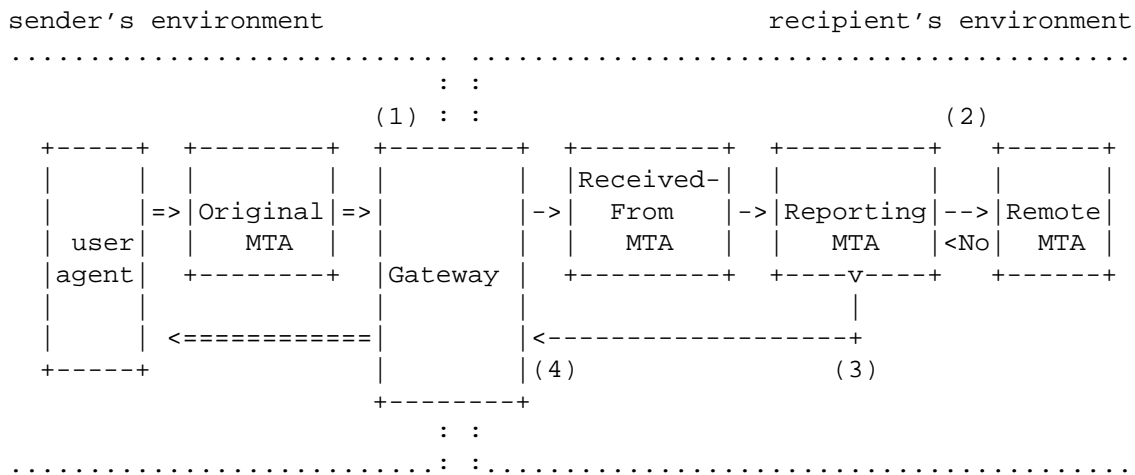 sender's environment                            recipient's environment
............................ ..........................................
                           : :
                       (1) : :                             (2)
  +-----+  +--------+  +--------+  +---------+  +---------+   +------+
  |     |  |        |  |        |  |Received-|  |         |   |      |
  |     |=>|Original|=>|        |->|  From   |->|Reporting|-->|Remote|
  | user|  |   MTA  |  |        |  |   MTA   |  |   MTA   |<No|  MTA |
  |agent|  +--------+  |Gateway |  +---------+  +----v----+   +------+
  |     |              |        |                    |
  |     | <============|        |<-------------------+
  +-----+              |        |(4)                (3)
                       +--------+
                           : :
...........................: :.........................................